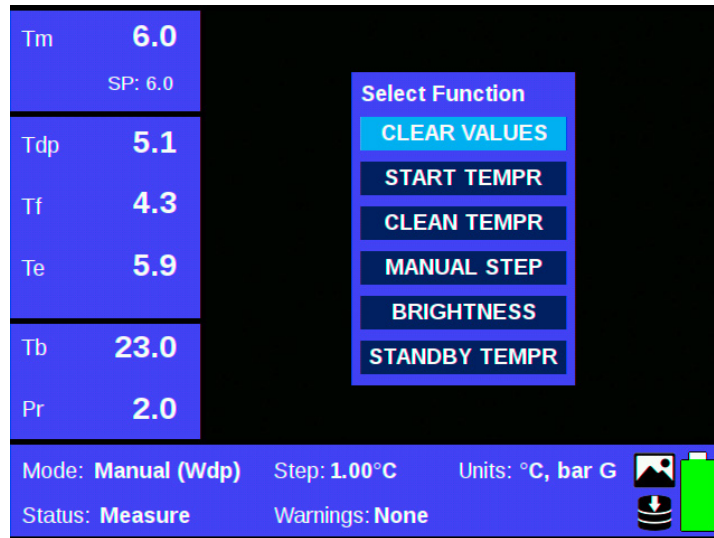 Tm 6.0
SP: 6.0
Tdp 5.1
Tf 4.3
Te 5.9
Tb 23.0
Pr 2.0
Select Function
CLEAR VALUES
START TEMPR
CLEAN TEMPR
MANUAL STEP
BRIGHTNESS
STANDBY TEMPR
Mode: Manual (Wdp) Step: 1.00°C Units: °C, bar G
Status: Measure Warnings: None